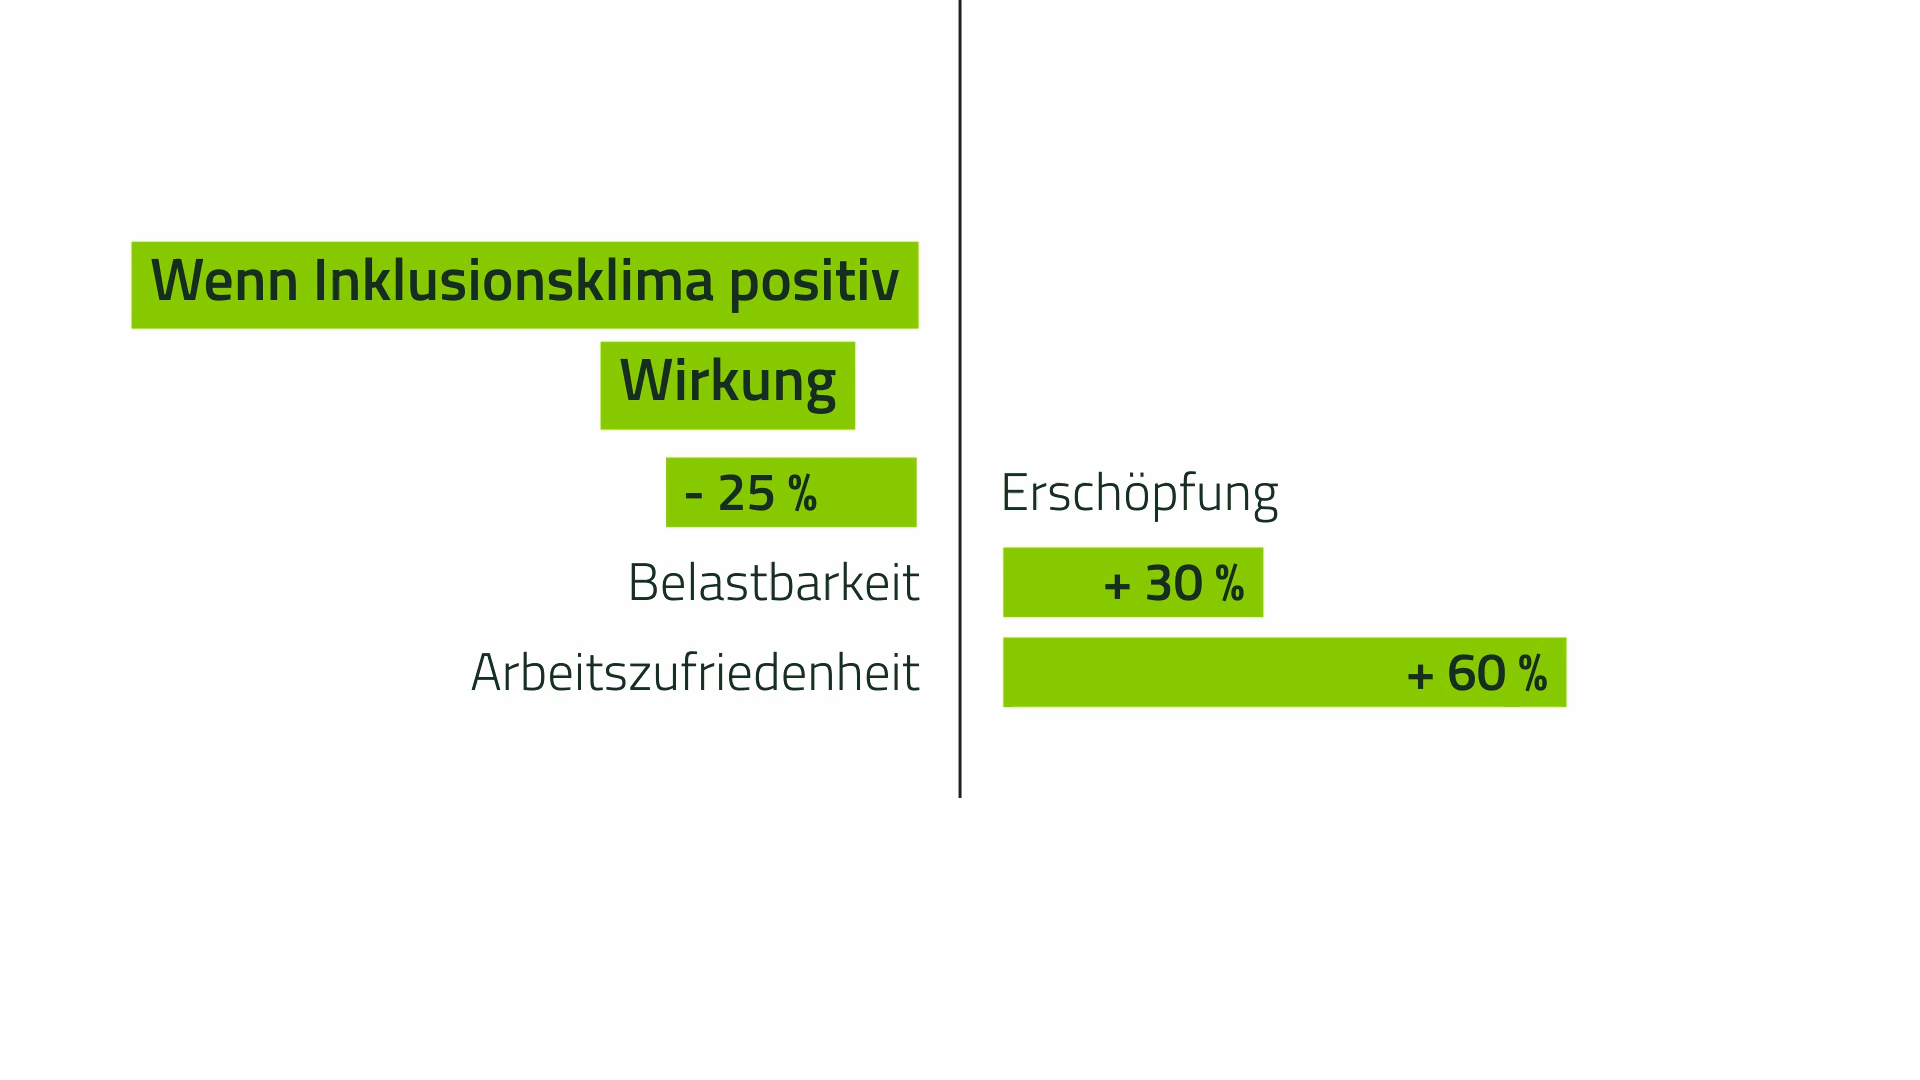 Wenn Inklusionsklima positiv
Wirkung
- 25 % Erschöpfung
Belastbarkeit + 30 %
Arbeitszufriedenheit + 60 %